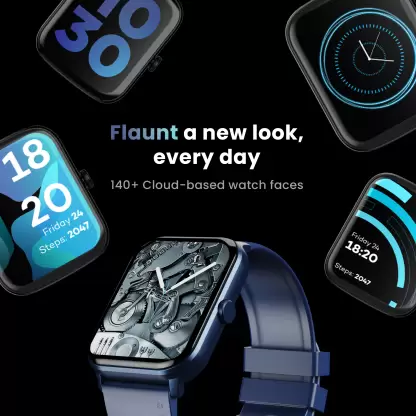 30
Flaunt a new look,
every day
140+ Cloud-based watch faces
18
20
Friday 24
Steps: 2047
Friday 24
18:20
Steps: 2047